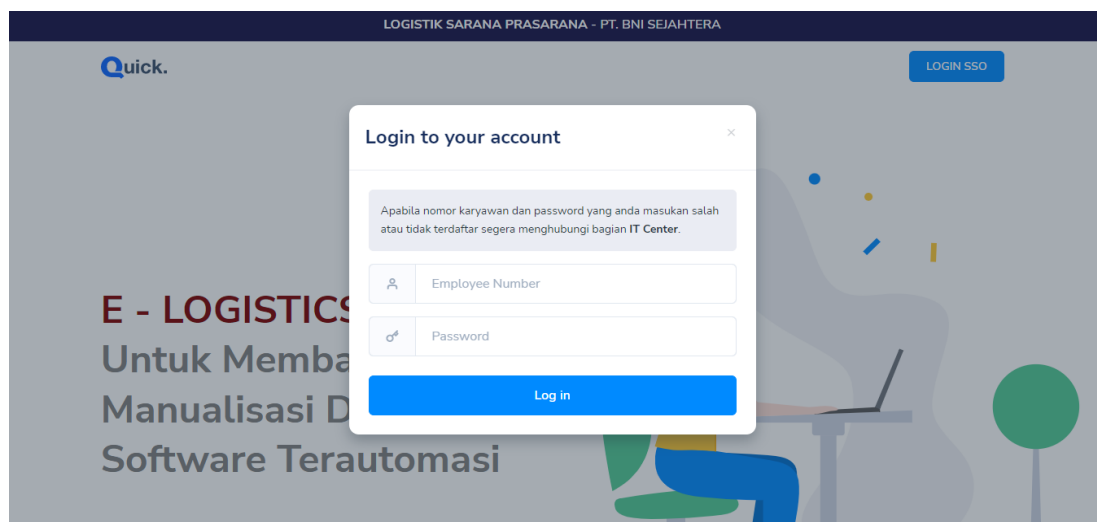 LOGISTIK SARANA PRASARANA - PT. BNI SEJAHTERA
Quick.
LOGIN SSO
Login to your account
×
Apabila nomor karyawan dan password yang anda masukan salah
atau tidak terdaftar segera menghubungi bagian IT Center.
Employee Number
Password
Log in
E - LOGISTICS
Untuk
Manualisasi
Software Terautomasi